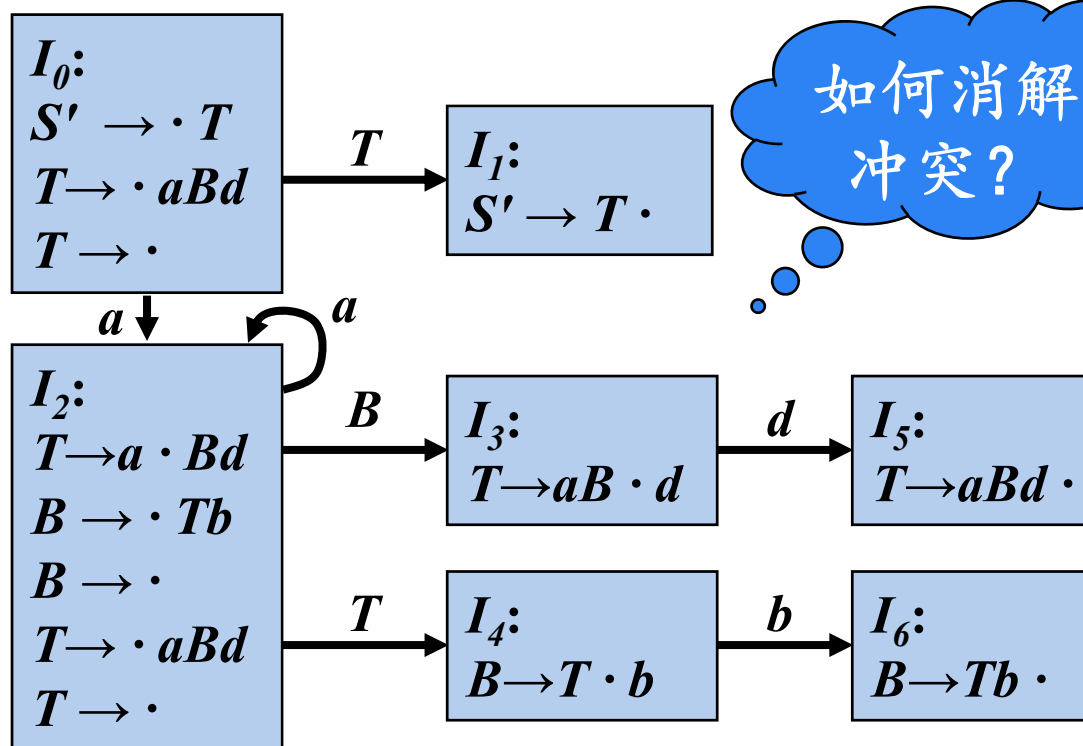 I₀:
S' → · T
T→ · aBd
T → ·
T
I₁:
S' → T ·
如何消解
冲突？
a
a
I₂:
T→a · Bd
B → · Tb
B → ·
T→ · aBd
T → ·
B
I₃:
T→aB · d
d
I₅:
T→aBd ·
T
I₄:
B→T · b
b
I₆:
B→Tb ·